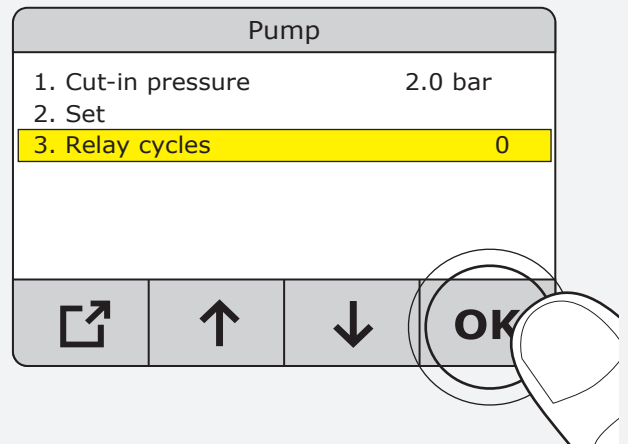 Pump
1. Cut-in pressure 2.0 bar
2. Set
3. Relay cycles 0
OK